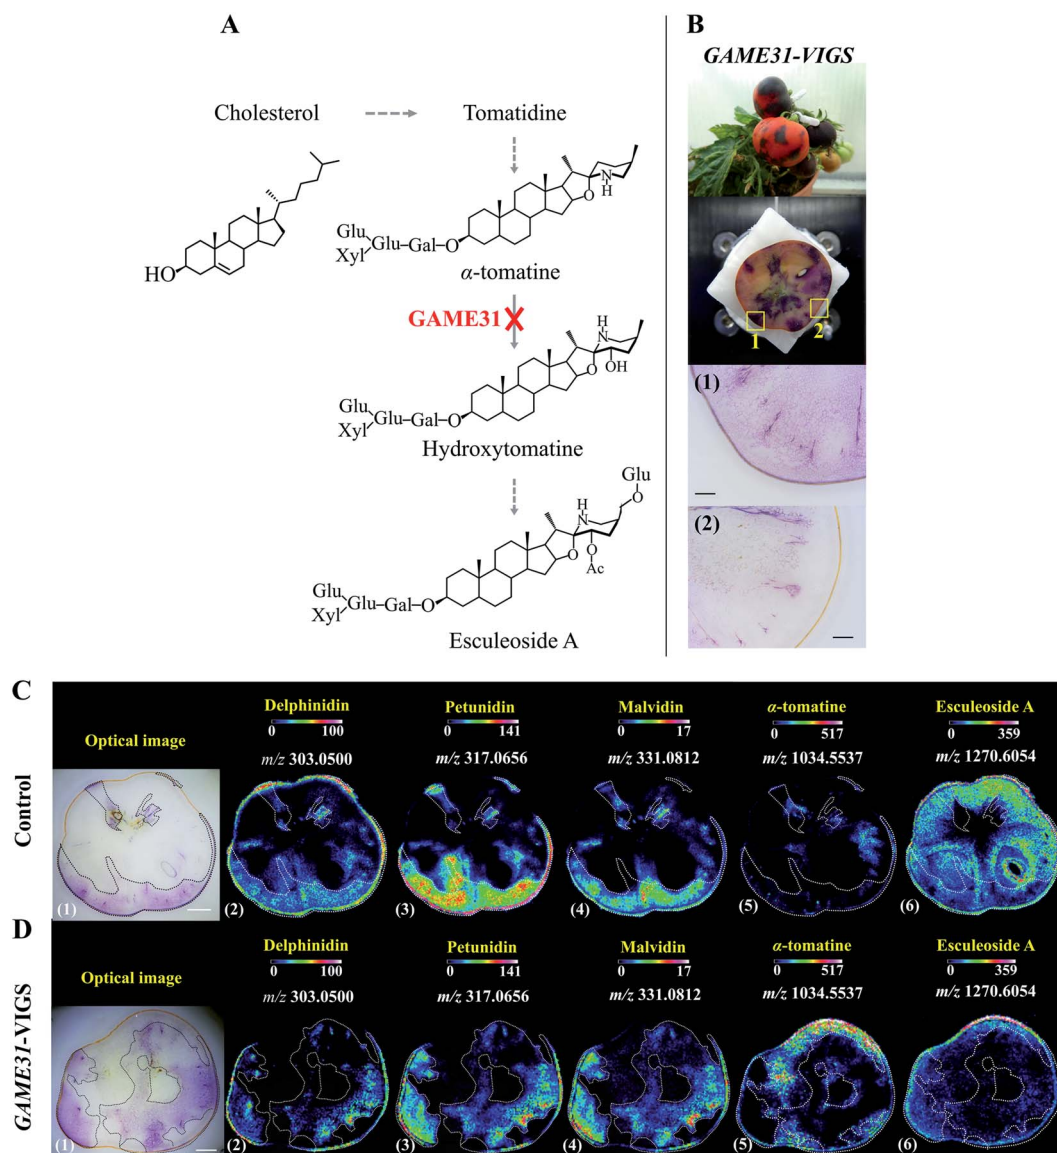 A
Cholesterol
Tomatidine
HO
N
H
O
Glu
Xyl
Glu–Gal–O
α-tomatine
GAME31
HN
O
OH
Glu
Xyl
Glu–Gal–O
Hydroxytomatine
Glu
O
H
N
O
O
Ac
Glu
Xyl
Glu–Gal–O
Esculeoside A
B
GAME31-VIGS
1
2
(1)
(2)
C
Control
Optical image
(1)
Delphinidin
0 100
m/z 303.0500
(2)
Petunidin
0 141
m/z 317.0656
(3)
Malvidin
0 17
m/z 331.0812
(4)
α-tomatine
0 517
m/z 1034.5537
(5)
Esculeoside A
0 359
m/z 1270.6054
(6)
D
GAME31-VIGS
Optical image
(1)
Delphinidin
0 100
m/z 303.0500
(2)
Petunidin
0 141
m/z 317.0656
(3)
Malvidin
0 17
m/z 331.0812
(4)
α-tomatine
0 517
m/z 1034.5537
(5)
Esculeoside A
0 359
m/z 1270.6054
(6)